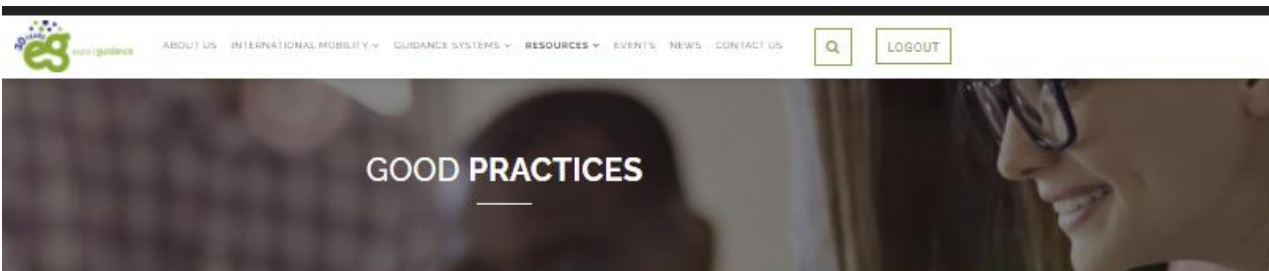 30 YEARS
eg euro|guidance
ABOUT US INTERNATIONAL MOBILITY GUIDANCE SYSTEMS RESOURCES EVENTS NEWS CONTACT US LOGOUT
GOOD PRACTICES